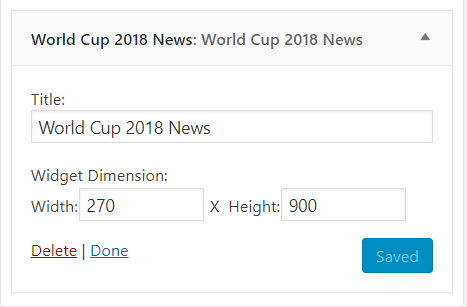 World Cup 2018 News: World Cup 2018 News
Title:
World Cup 2018 News
Widget Dimension:
Width: 270 X Height: 900
Delete | Done Saved